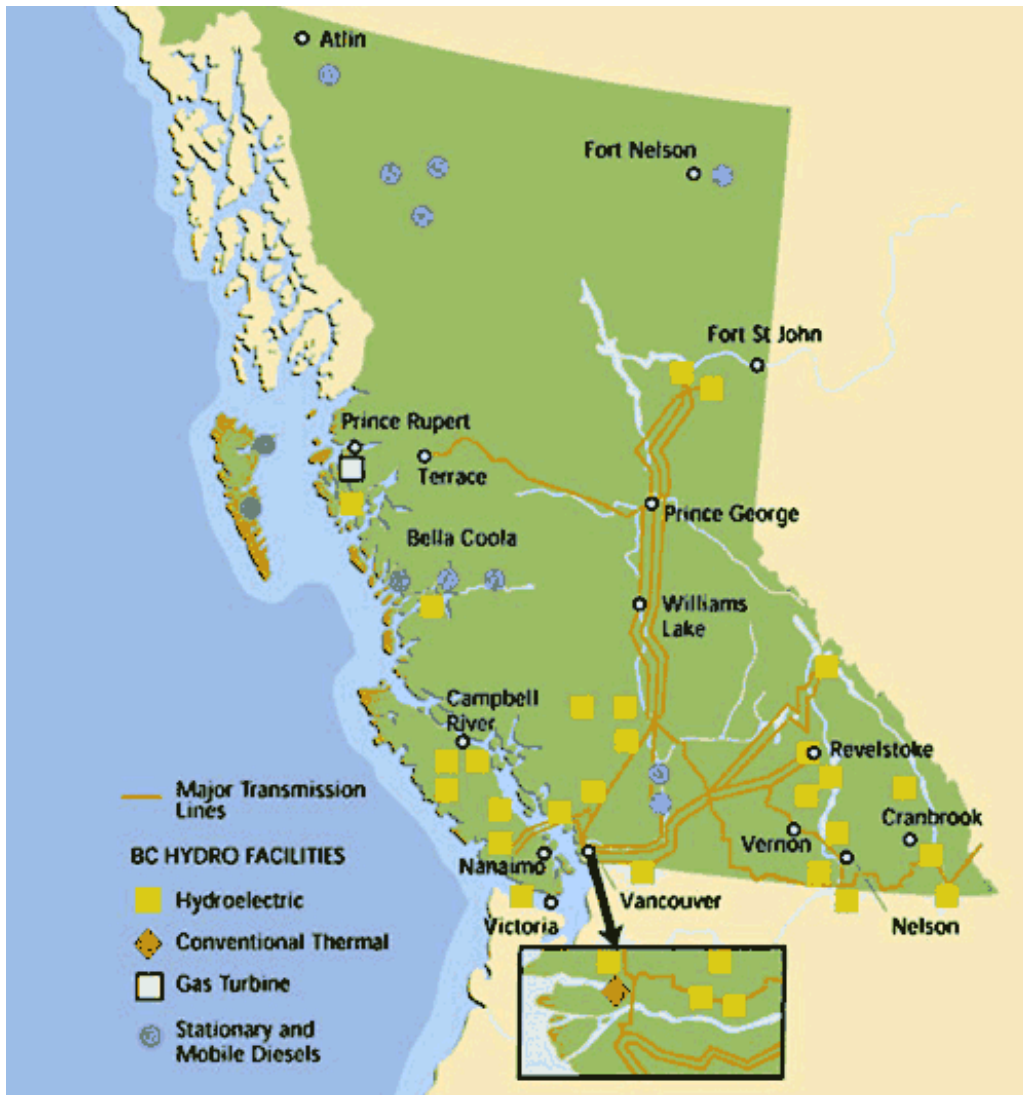 Atlin
Fort Nelson
Fort St John
Prince Rupert
Terrace
Prince George
Bella Coola
Williams
Lake
Campbell
River
Revelstoke
Major Transmission
Lines
Cranbrook
Vernon
BC HYDRO FACILITIES
Nanaimo
Hydroelectric
Vancouver
Victoria
Nelson
Conventional Thermal
Gas Turbine
Stationary and
Mobile Diesels